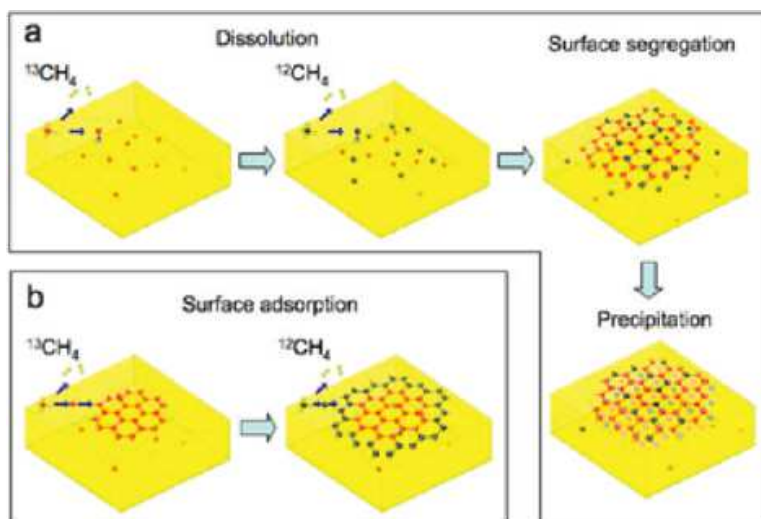 a
Dissolution
Surface segregation
¹³CH₄
¹²CH₄
Precipitation
b
Surface adsorption
¹³CH₄
¹²CH₄